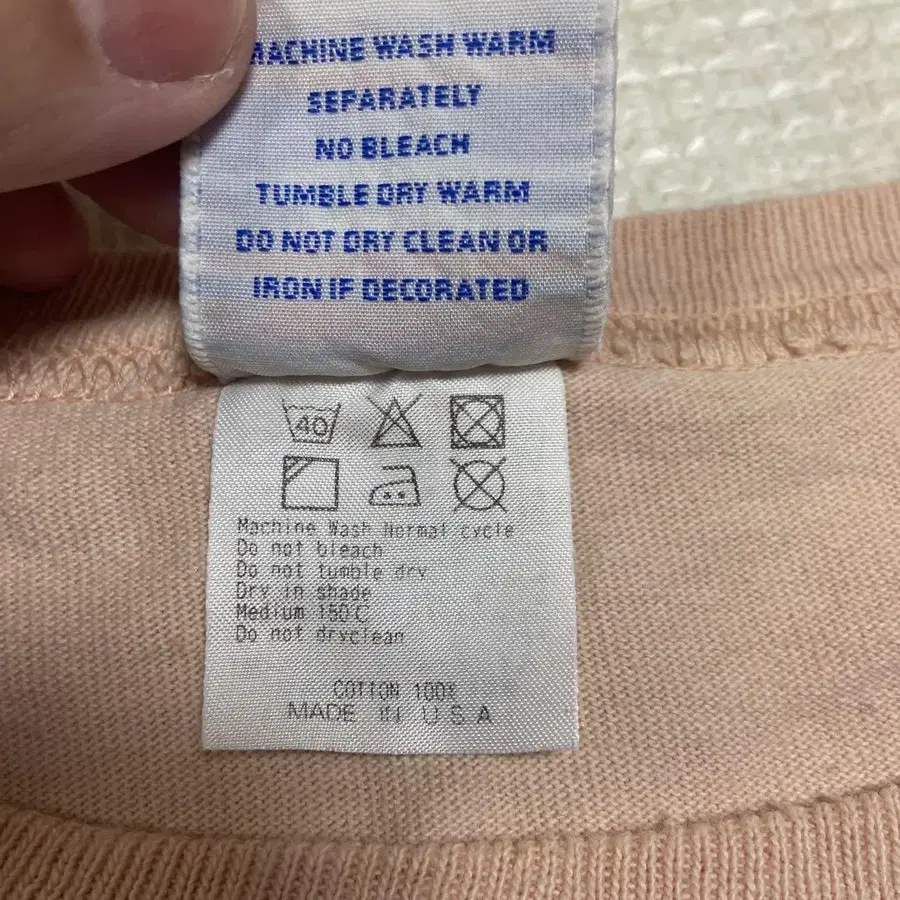 MACHINE WASH WARM
SEPARATELY
NO BLEACH
TUMBLE DRY WARM
DO NOT DRY CLEAN OR
IRON IF DECORATED
40
Machine Wash Normal cycle
Do not bleach
Do not tumble dry
Dry in shade
Medium 150℃
Do not dryclean
COTTON 100%
MADE IN U S A